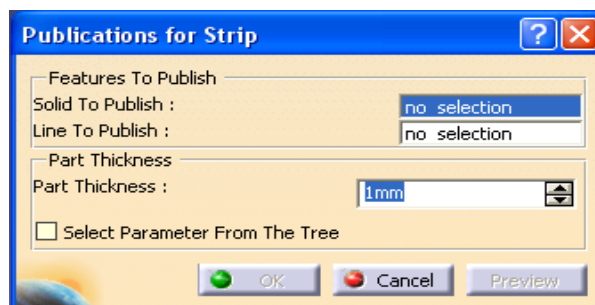 Publications for Strip
Features To Publish
Solid To Publish : no selection
Line To Publish : no selection
Part Thickness
Part Thickness : 1mm
Select Parameter From The Tree
OK Cancel Preview